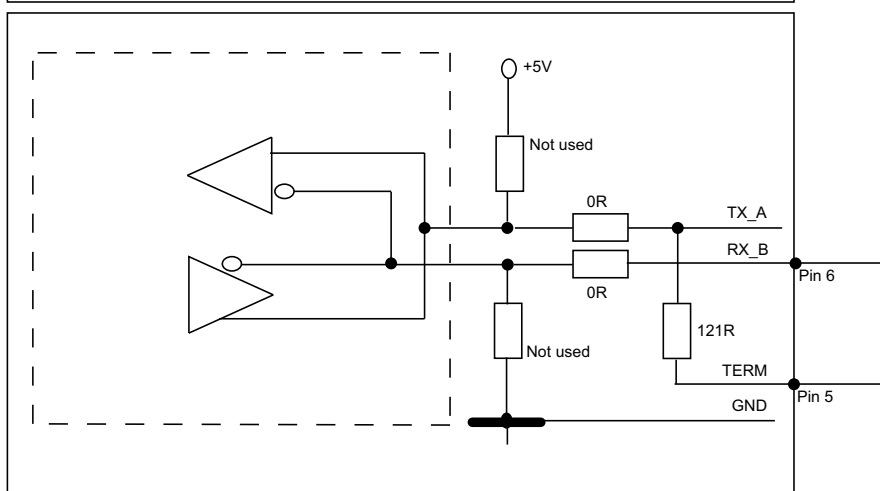 +5V
Not used
0R
TX_A
RX_B
Pin 6
0R
121R
Not used
TERM
Pin 5
GND